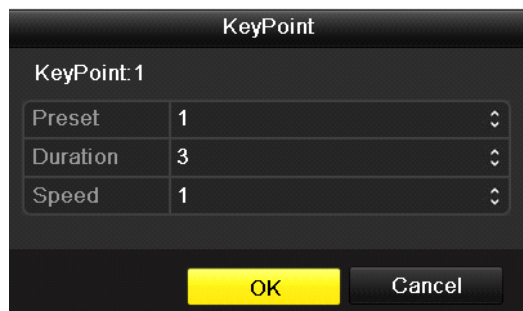 KeyPoint
KeyPoint:1
Preset 1
Duration 3
Speed 1
OK Cancel